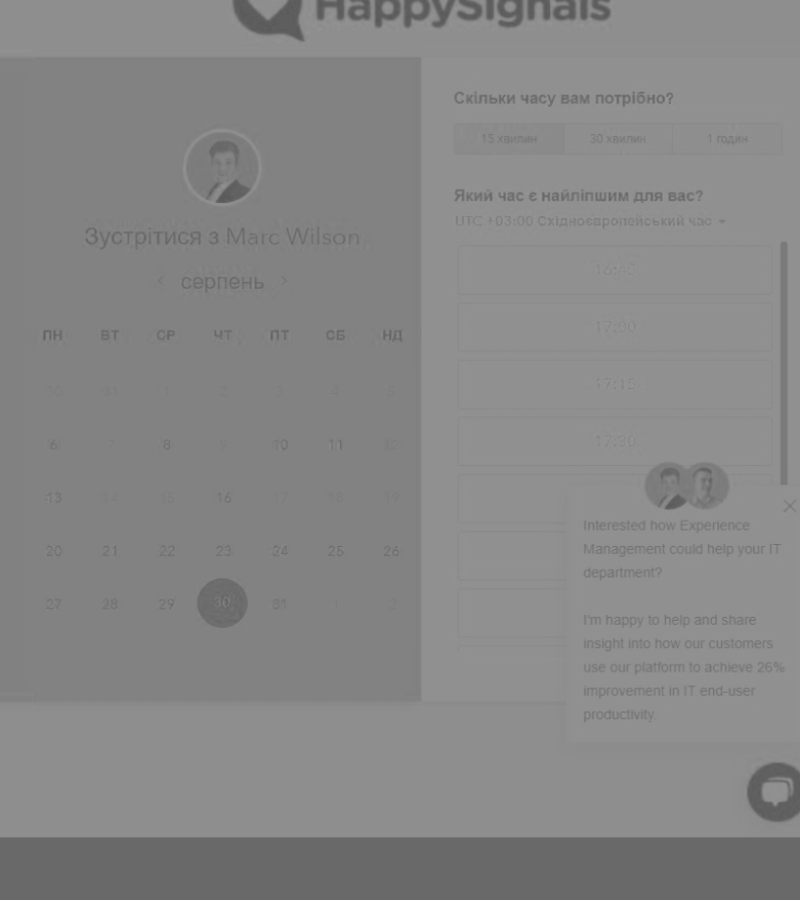 HappySignals
Зустрітися з Marc Wilson
серпень
ПН ВТ СР ЧТ ПТ СБ НД
30 31 1 2 3 4 5
6 7 8 9 10 11 12
13 14 15 16 17 18 19
20 21 22 23 24 25 26
27 28 29 30 31 1 2
Скільки часу вам потрібно?
15 хвилин 30 хвилин 1 годин
Який час є найліпшим для вас?
UTC +03:00 Східноєвропейський час
16:45
17:00
17:15
17:30
Interested how Experience
Management could help your IT
department?
I'm happy to help and share
insight into how our customers
use our platform to achieve 26%
improvement in IT end-user
productivity.